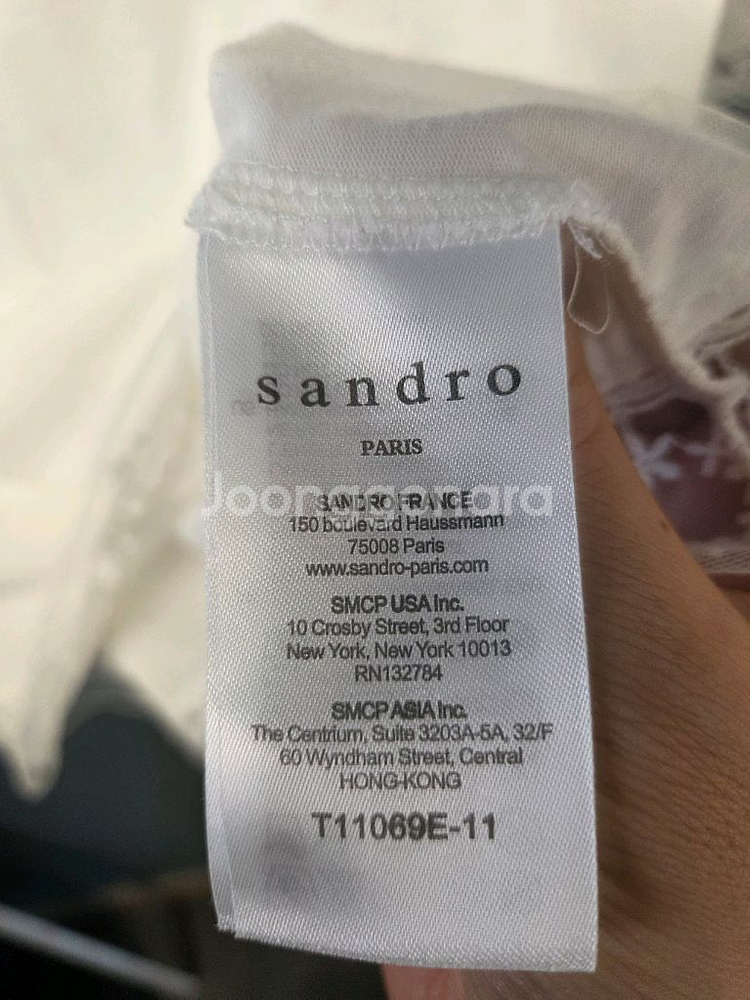 sandro
PARIS
Joonggonara
SANDRO FRANCE
150 boulevard Haussmann
75008 Paris
www.sandro-paris.com
SMCP USA Inc.
10 Crosby Street, 3rd Floor
New York, New York 10013
RN132784
SMCP ASIA Inc.
The Centrium, Suite 3203A-5A, 32/F
60 Wyndham Street, Central
HONG-KONG
T11069E-11